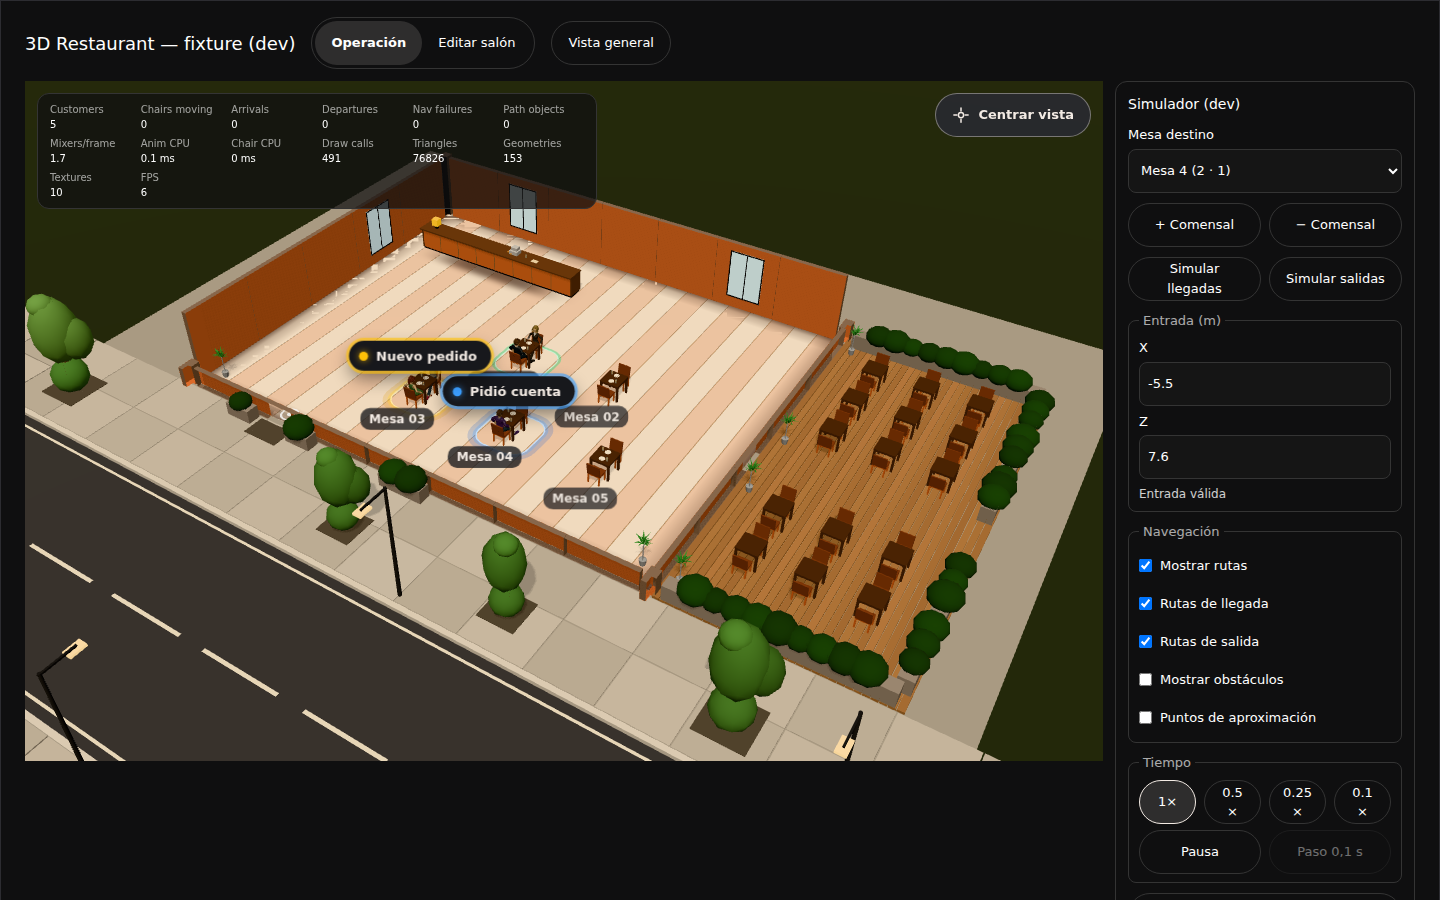 3D Restaurant — fixture (dev)
Operación
Editar salón
Vista general
Customers
5
Chairs moving
0
Arrivals
0
Departures
0
Nav failures
0
Path objects
0
Mixers/frame
1.7
Anim CPU
0.1 ms
Chair CPU
0 ms
Draw calls
491
Triangles
76826
Geometries
153
Textures
10
FPS
6
Centrar vista
Nuevo pedido
Pidió cuenta
Mesa 03
Mesa 02
Mesa 04
Mesa 05
Simulador (dev)
Mesa destino
Mesa 4 (2 · 1)
+ Comensal
− Comensal
Simular
llegadas
Simular salidas
Entrada (m)
X
-5.5
Z
7.6
Entrada válida
Navegación
Mostrar rutas
Rutas de llegada
Rutas de salida
Mostrar obstáculos
Puntos de aproximación
Tiempo
1×
0.5
×
0.25
×
0.1
×
Pausa
Paso 0,1 s